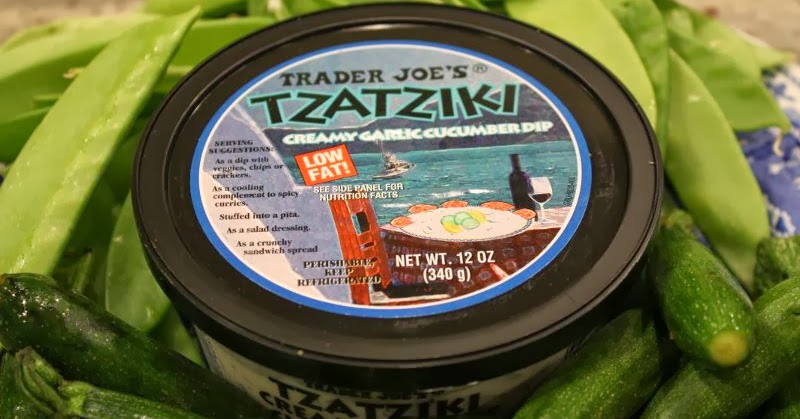 TRADER JOE'S®
TZATZIKI
CREAMY GARLIC CUCUMBER DIP
LOW
FAT!
SEE SIDE PANEL FOR
NUTRITION FACTS
SERVING
SUGGESTIONS:
As a dip with
veggies, chips or
crackers.
As a cooling
complement to spicy
curries.
Stuffed into a pita.
As a salad dressing.
As a crunchy
sandwich spread
PERISHABLE,
KEEP
REFRIGERATED
NET WT. 12 OZ
(340 g)
TRADER JOE'S
TZATZIKI